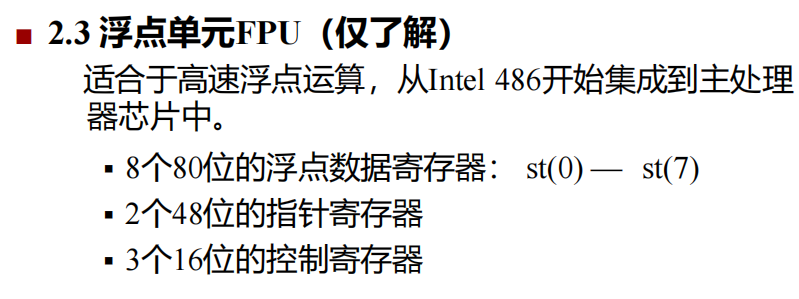 ■ 2.3 浮点单元FPU（仅了解）
适合于高速浮点运算，从Intel 486开始集成到主处理
器芯片中。
▪ 8个80位的浮点数据寄存器： st(0) — st(7)
▪ 2个48位的指针寄存器
▪ 3个16位的控制寄存器